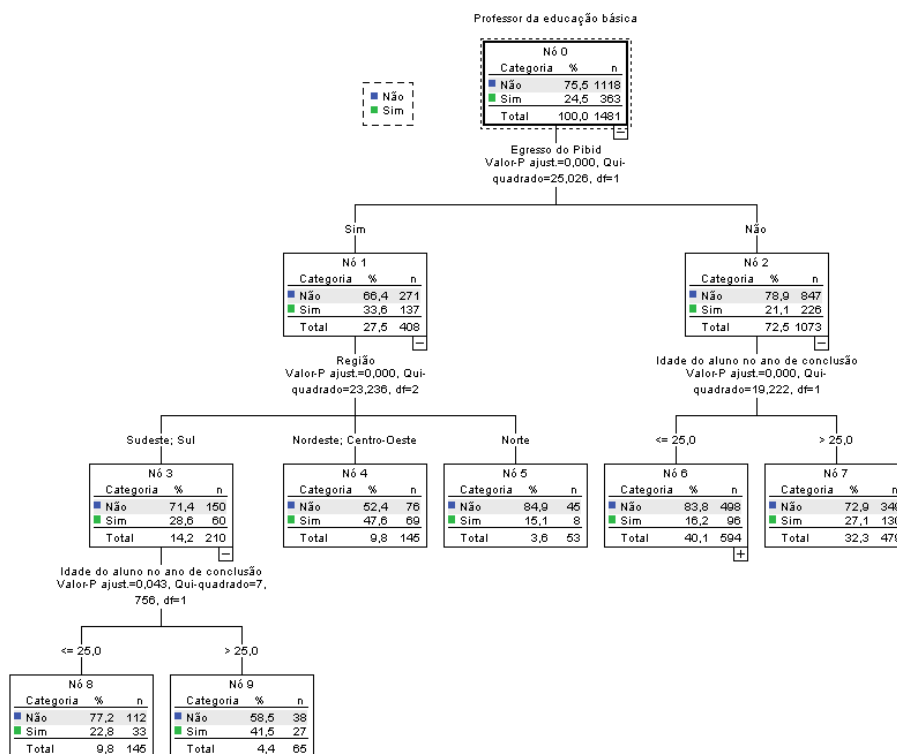 Professor da educação básica
Nó 0
Categoria % n
Não 75,5 1118
Sim 24,5 363
Total 100,0 1481
Não
Sim
Egresso do Pibid
Valor-P ajust.=0,000, Qui-
quadrado=25,026, df=1
Sim
Não
Nó 1
Categoria % n
Não 66,4 271
Sim 33,6 137
Total 27,5 408
Nó 2
Categoria % n
Não 78,9 847
Sim 21,1 226
Total 72,5 1073
Região
Valor-P ajust.=0,000, Qui-
quadrado=23,236, df=2
Idade do aluno no ano de conclusão
Valor-P ajust.=0,000, Qui-
quadrado=19,222, df=1
Sudeste; Sul
Nordeste; Centro-Oeste
Norte
<= 25,0
> 25,0
Nó 3
Categoria % n
Não 71,4 150
Sim 28,6 60
Total 14,2 210
Nó 4
Categoria % n
Não 52,4 76
Sim 47,6 69
Total 9,8 145
Nó 5
Categoria % n
Não 84,9 45
Sim 15,1 8
Total 3,6 53
Nó 6
Categoria % n
Não 83,8 498
Sim 16,2 96
Total 40,1 594
Nó 7
Categoria % n
Não 72,9
Sim 27,1
Total 32,3
Idade do aluno no ano de conclusão
Valor-P ajust.=0,043, Qui-quadrado=7,
756, df=1
<= 25,0
> 25,0
Nó 8
Categoria % n
Não 77,2 112
Sim 22,8 33
Total 9,8 145
Nó 9
Categoria % n
Não 58,5 38
Sim 41,5 27
Total 4,4 65